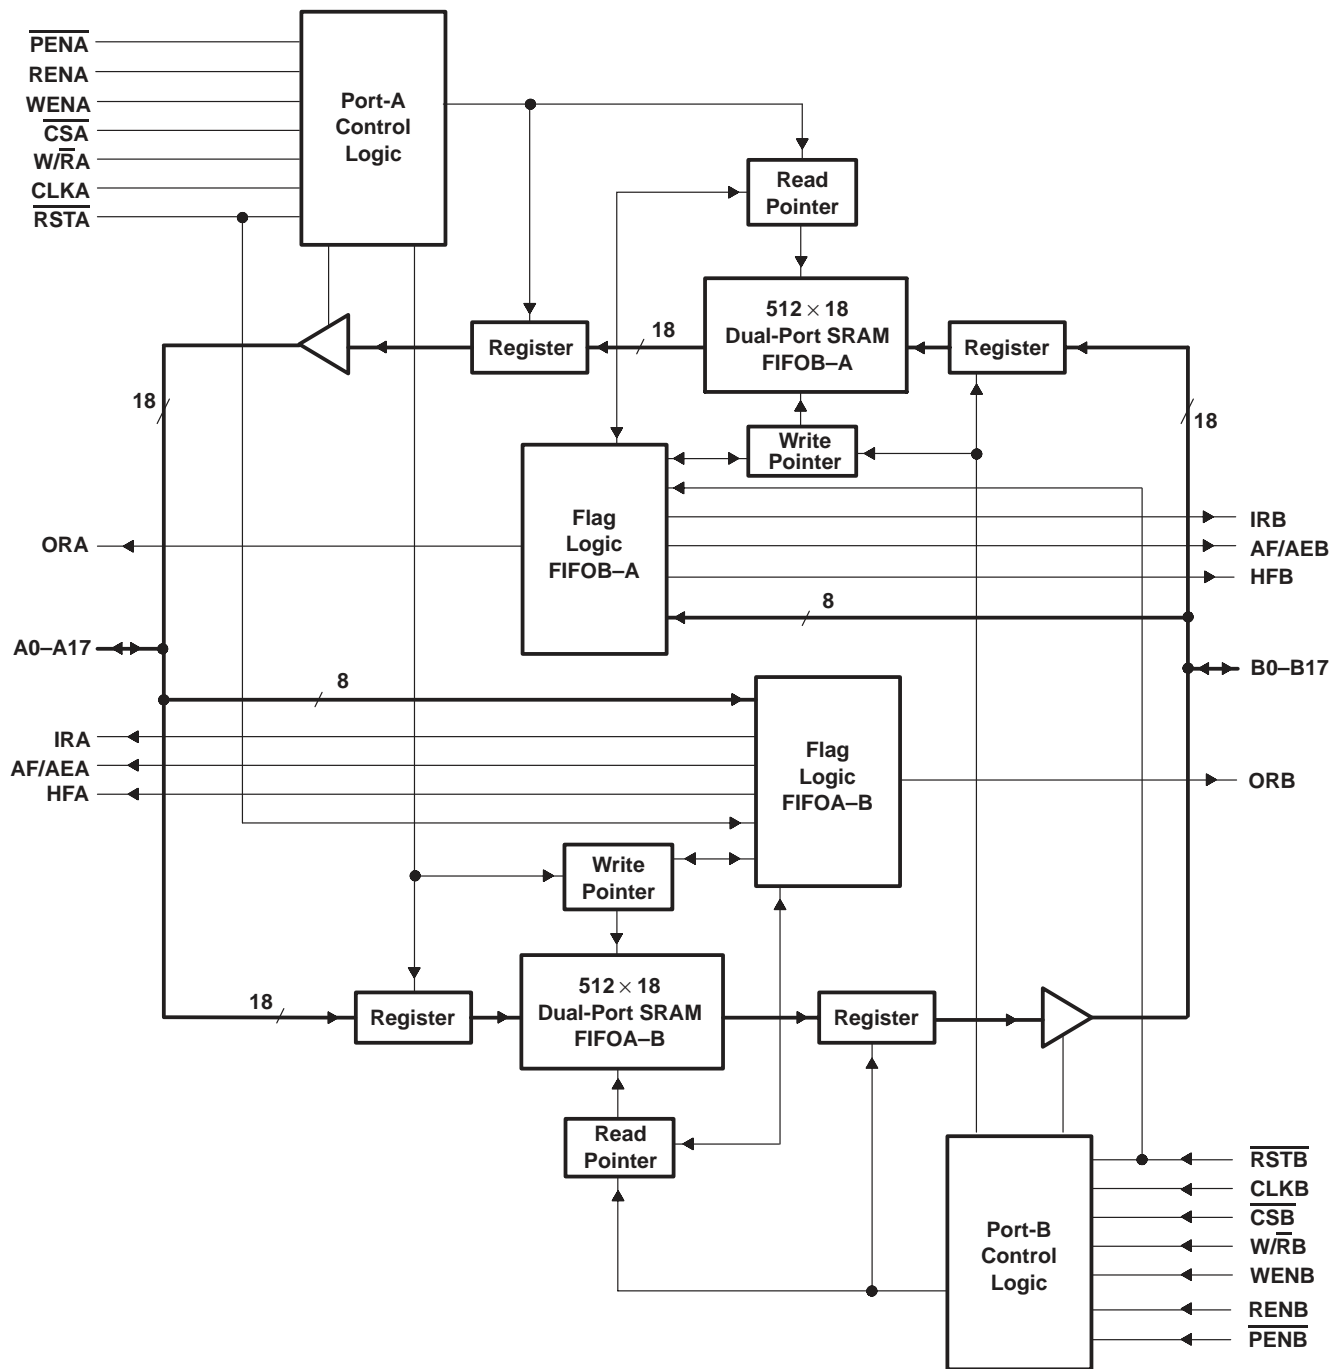 PENA
RENA
WENA
CSA
W/RA
CLKA
RSTA
Port-A
Control
Logic
Read
Pointer
512 × 18
Dual-Port SRAM
FIFOB–A
Register
18
Register
18
18
Write
Pointer
Flag
Logic
FIFOB–A
ORA
IRB
AF/AEB
HFB
8
A0–A17
B0–B17
8
IRA
AF/AEA
HFA
Flag
Logic
FIFOA–B
ORB
Write
Pointer
18
Register
512 × 18
Dual-Port SRAM
FIFOA–B
Register
Read
Pointer
Port-B
Control
Logic
RSTB
CLKB
CSB
W/RB
WENB
RENB
PENB